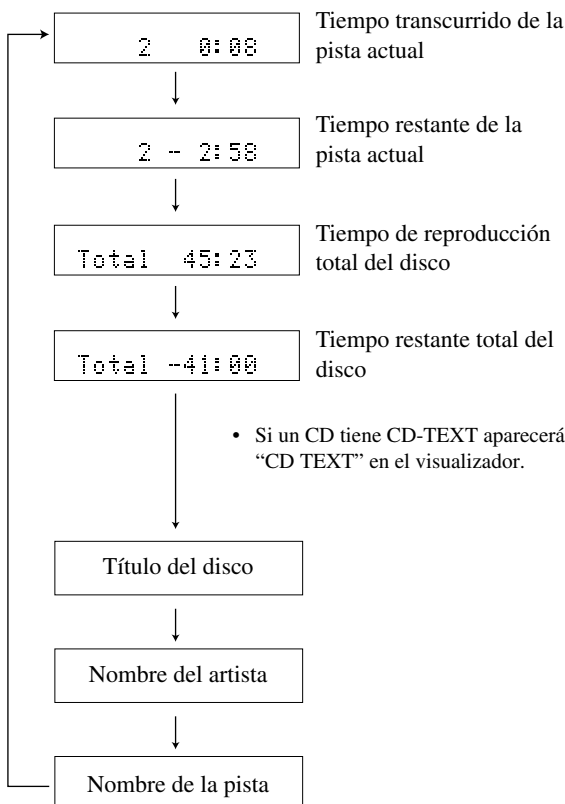 2 0:08
Tiempo transcurrido de la
pista actual
2 - 2:58
Tiempo restante de la
pista actual
Total 45:23
Tiempo de reproducción
total del disco
Total -41:00
Tiempo restante total del
disco
• Si un CD tiene CD-TEXT aparecerá
“CD TEXT” en el visualizador.
Título del disco
Nombre del artista
Nombre de la pista